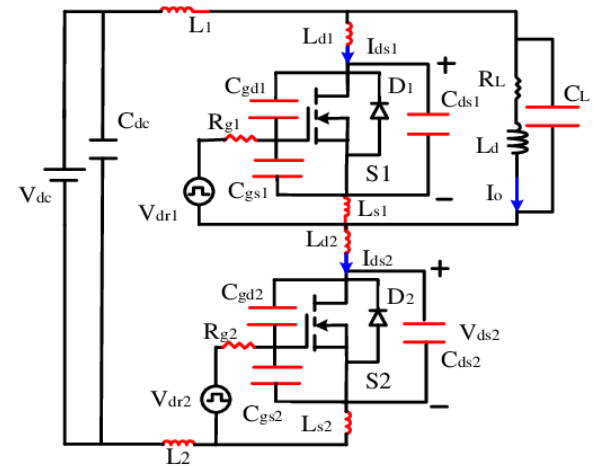 L1
Ld1
Ids1
+
Cgd1
D1
RL
CL
Cds1
Cdc
Rg1
Ld
S1
Vdc
Vdr1
Cgs1
Io
Ls1
−
Ld2
Ids2
+
Cgd2
D2
Rg2
Vds2
Cds2
Vdr2
S2
Cgs2
Ls2
−
L2